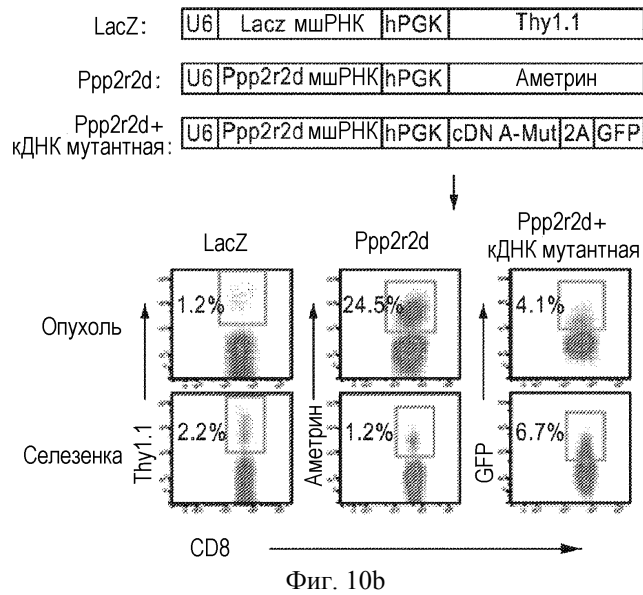 LacZ: U6 Lacz мшРНК hPGK Thy1.1
Ppp2r2d: U6 Ppp2r2d мшРНК hPGK Аметрин
Ppp2r2d+
кДНК мутантная: U6 Ppp2r2d мшРНК hPGK cDN A-Mut 2A GFP
LacZ Ppp2r2d Ppp2r2d+
кДНК мутантная
Опухоль 1.2% 24.5% 4.1%
Селезенка 2.2% 1.2% 6.7%
Thy1.1 Аметрин GFP
CD8
Фиг. 10b